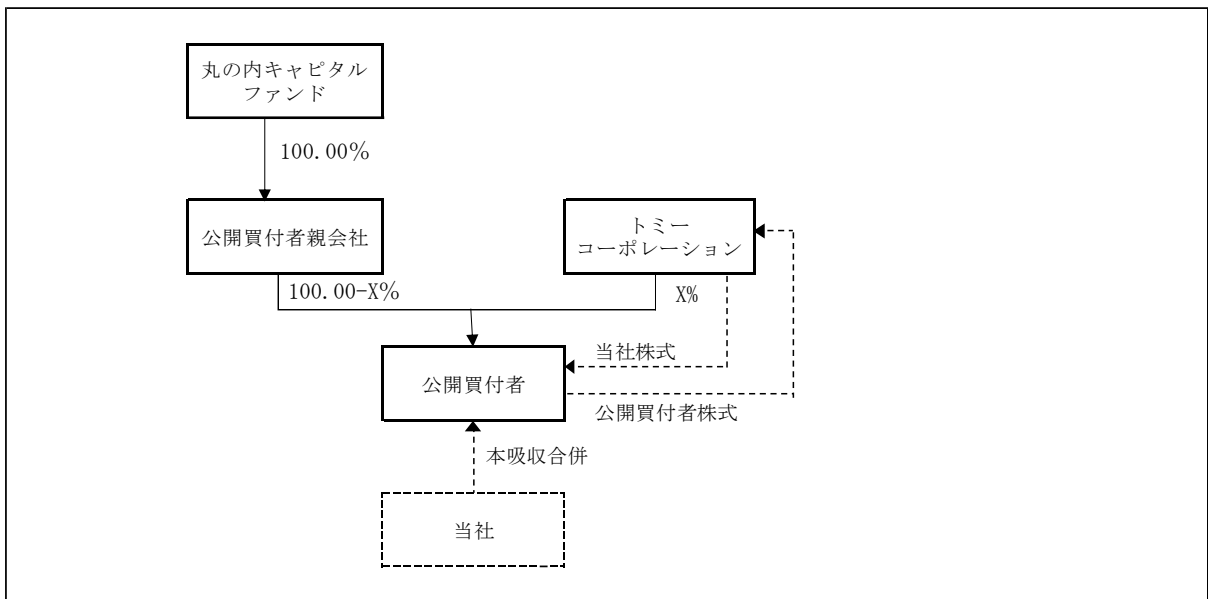 丸の内キャピタル
ファンド
100.00%
公開買付者親会社
トミー
コーポレーション
100.00-X%
X%
当社株式
公開買付者
公開買付者株式
本吸収合併
当社